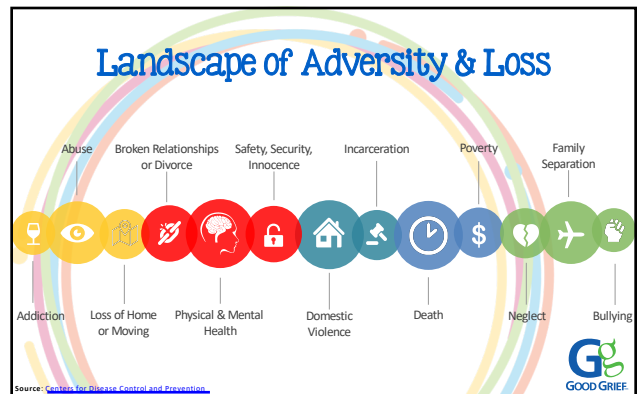 Landscape of Adversity & Loss
Abuse
Broken Relationships
or Divorce
Safety, Security,
Innocence
Incarceration
Poverty
Family
Separation
$
Addiction
Loss of Home
or Moving
Physical & Mental
Health
Domestic
Violence
Death
Neglect
Bullying
Gg
GOOD GRIEF
Source: Centers for Disease Control and Prevention